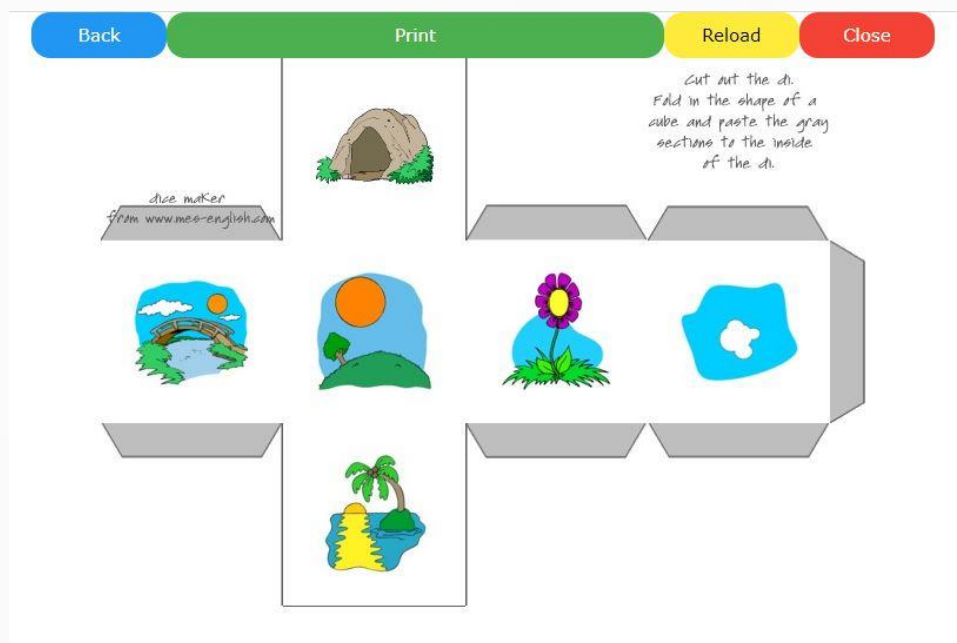 Back Print Reload Close
Cut out the di.
Fold in the shape of a
cube and paste the gray
sections to the inside
of the di.
dice maker
from www.mes-english.com